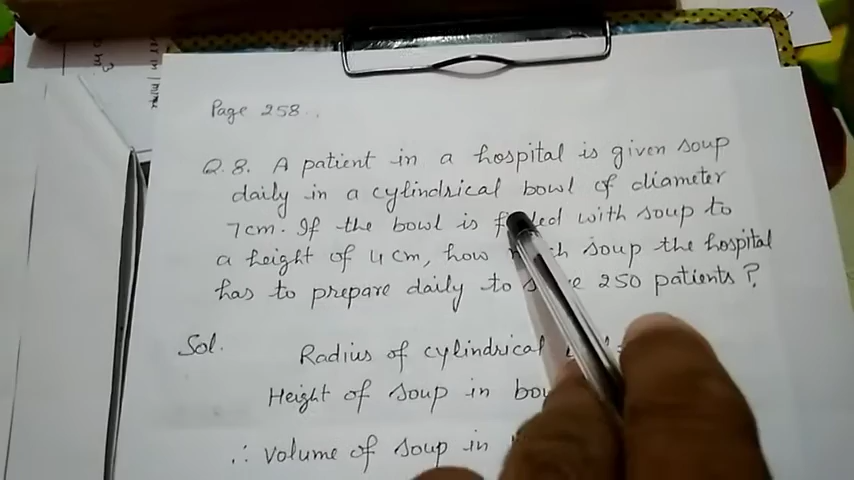 Page 258.
Q.8. A patient in a hospital is given soup
daily in a cylindrical bowl of diameter
7cm. If the bowl is with soup to
a height of 4 cm, how soup the hospital
has to prepare daily to 250 patients?
Sol. Radius of cylindrical
Height of soup in
∴ Volume of soup in